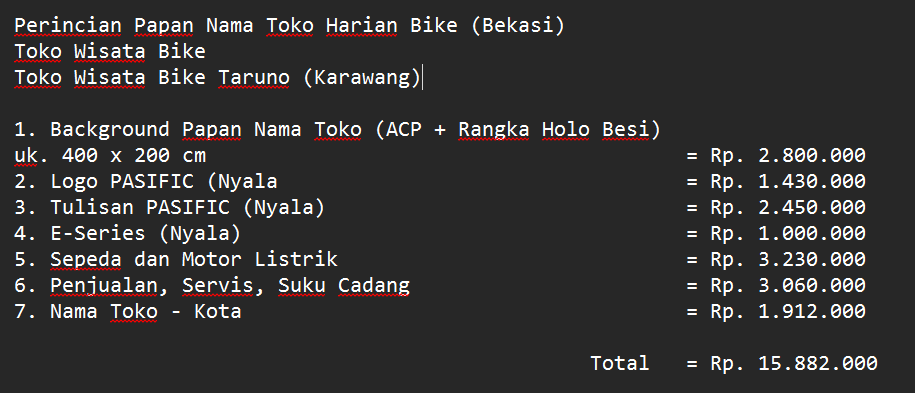 Perincian Papan Nama Toko Harian Bike (Bekasi)
Toko Wisata Bike
Toko Wisata Bike Taruno (Karawang)
1. Background Papan Nama Toko (ACP + Rangka Holo Besi)
uk. 400 x 200 cm = Rp. 2.800.000
2. Logo PASIFIC (Nyala = Rp. 1.430.000
3. Tulisan PASIFIC (Nyala) = Rp. 2.450.000
4. E-Series (Nyala) = Rp. 1.000.000
5. Sepeda dan Motor Listrik = Rp. 3.230.000
6. Penjualan, Servis, Suku Cadang = Rp. 3.060.000
7. Nama Toko - Kota = Rp. 1.912.000
Total = Rp. 15.882.000